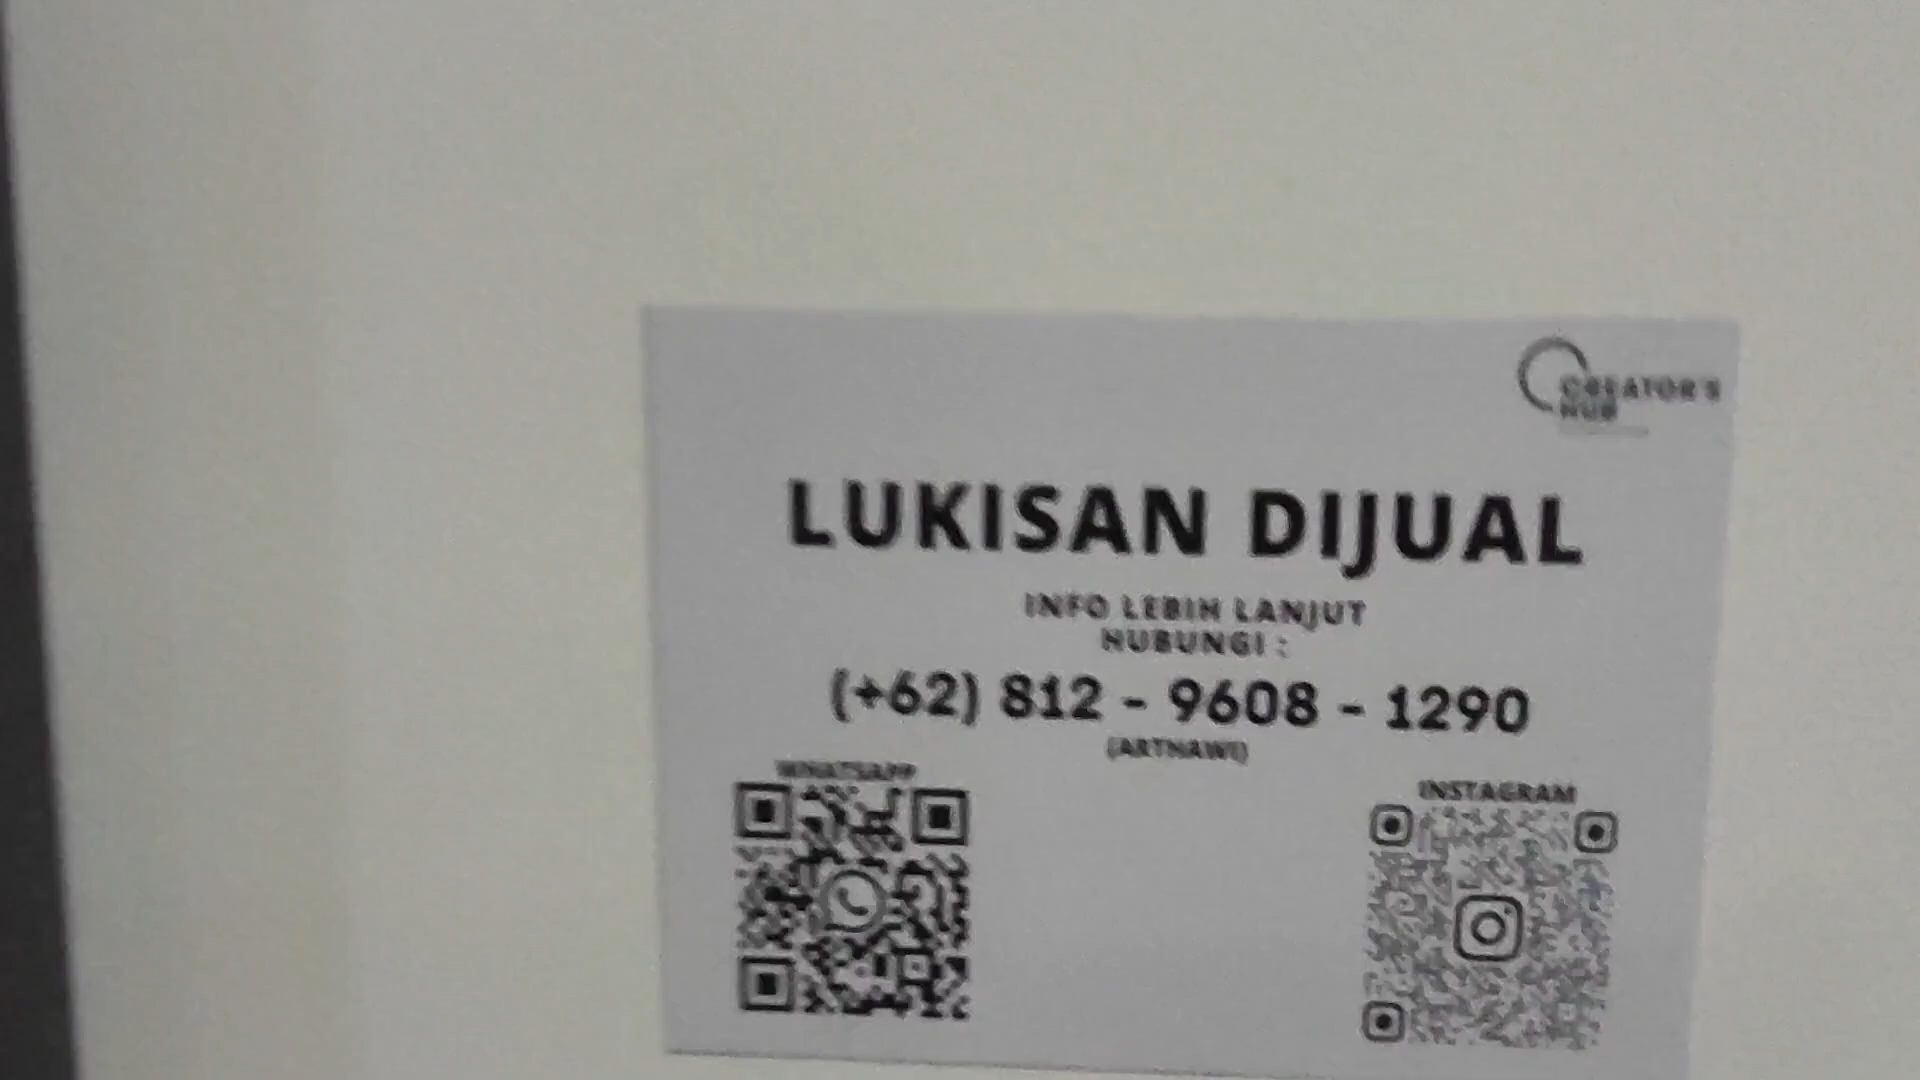 CREATOR'S
HUB
LUKISAN DIJUAL
INFO LEBIH LANJUT
HUBUNGI :
(+62) 812 - 9608 - 1290
(ARTHAWI)
WHATSAPP
INSTAGRAM